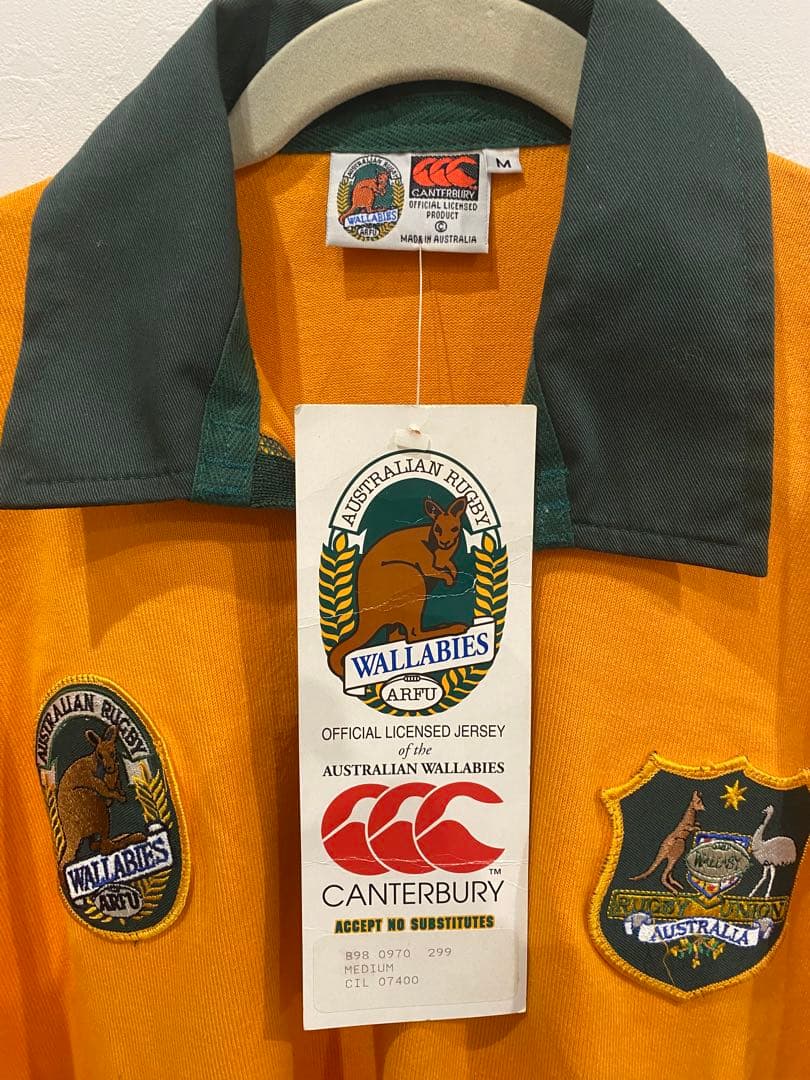 AUSTRALIAN RUGBY
WALLABIES
ARFU
CANTERBURY
OFFICIAL LICENSED
PRODUCT
©
MADE IN AUSTRALIA
M
AUSTRALIAN RUGBY
WALLABIES
ARFU
OFFICIAL LICENSED JERSEY
of the
AUSTRALIAN WALLABIES
TM
CANTERBURY
ACCEPT NO SUBSTITUTES
B98 0970 299
MEDIUM
CIL 07400
AUSTRALIAN RUGBY
WALLABIES
ARFU
WALLABY
RUGBY UNION
AUSTRALIA